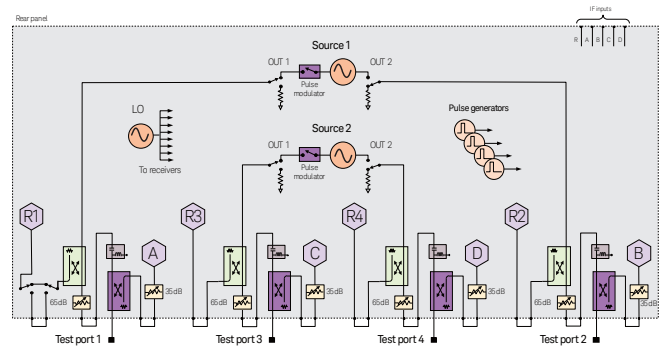 IF inputs
Rear panel
R A B C D
Source 1
OUT 1
OUT 2
Pulse
modulator
LO
To receivers
Pulse generators
Source 2
OUT 1
OUT 2
Pulse
modulator
R1
A
R3
C
R4
D
R2
B
65dB
35dB
65dB
35dB
65dB
35dB
65dB
35dB
Test port 1
Test port 3
Test port 4
Test port 2